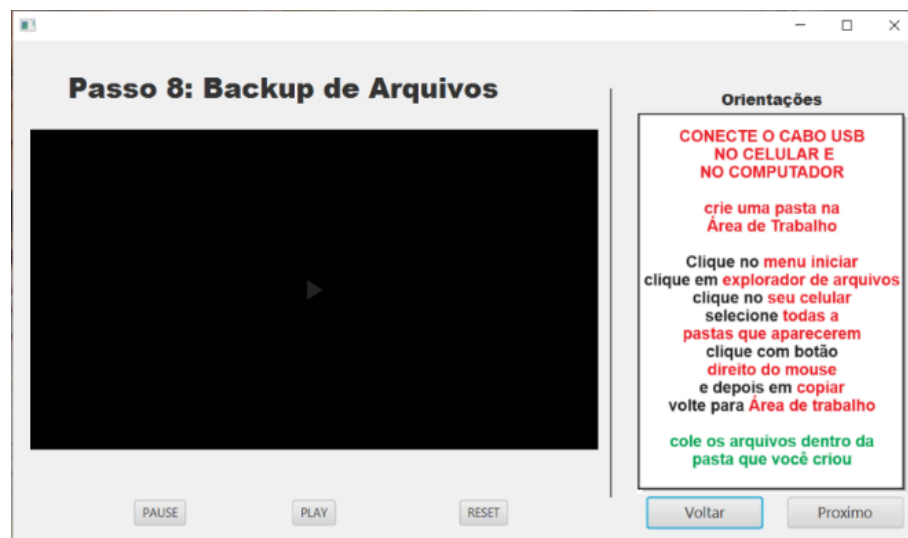 Passo 8: Backup de Arquivos
Orientações
CONECTE O CABO USB
NO CELULAR E
NO COMPUTADOR
crie uma pasta na
Área de Trabalho
Clique no menu iniciar
clique em explorador de arquivos
clique no seu celular
selecione todas a
pastas que aparecerem
clique com botão
direito do mouse
e depois em copiar
volte para Área de trabalho
cole os arquivos dentro da
pasta que você criou
PAUSE
PLAY
RESET
Voltar
Proximo